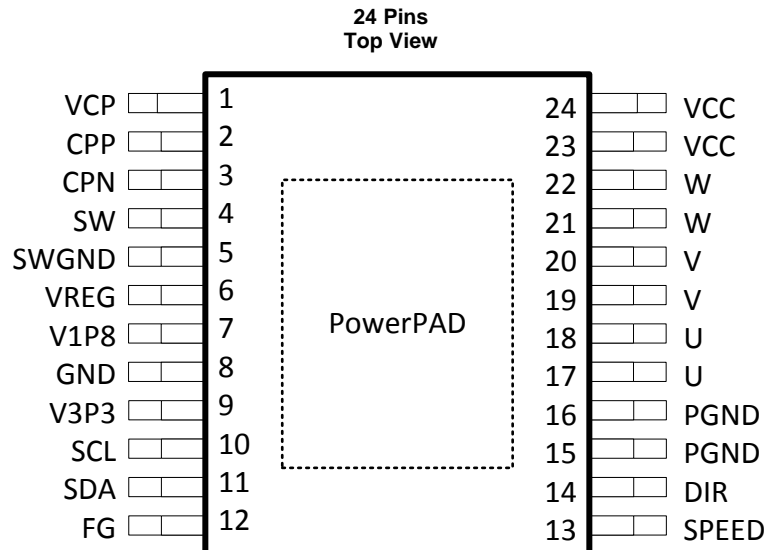 24 Pins
Top View
VCP 1 24 VCC
CPP 2 23 VCC
CPN 3 22 W
SW 4 21 W
SWGND 5 20 V
VREG 6 19 V
PowerPAD
V1P8 7 18 U
GND 8 17 U
V3P3 9 16 PGND
SCL 10 15 PGND
SDA 11 14 DIR
FG 12 13 SPEED